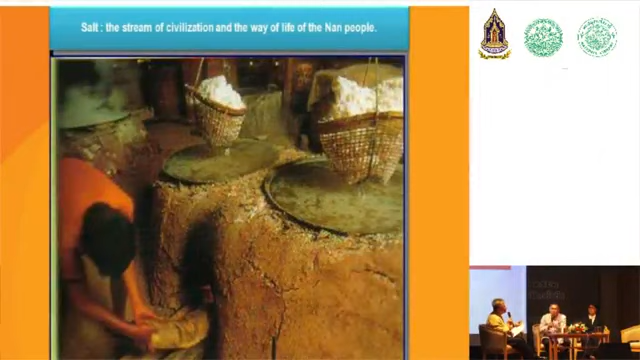 Salt : the stream of civilization and the way of life of the Nan people.